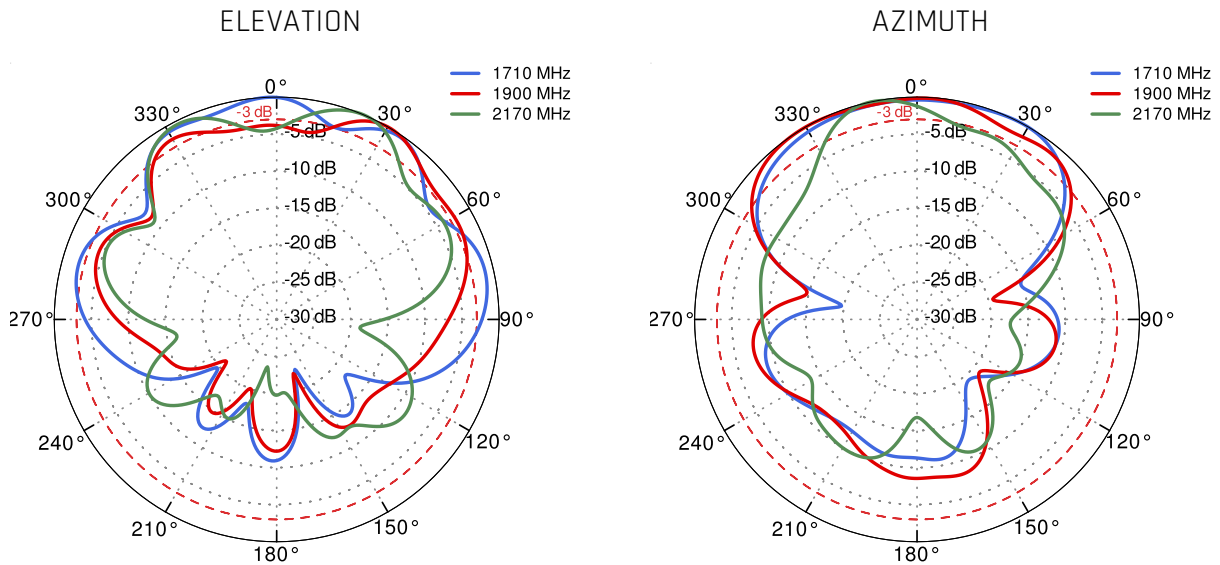 ELEVATION
1710 MHz
1900 MHz
2170 MHz
0°
30°
60°
90°
120°
150°
180°
210°
240°
270°
300°
330°
-3 dB
-5 dB
-10 dB
-15 dB
-20 dB
-25 dB
-30 dB
AZIMUTH
1710 MHz
1900 MHz
2170 MHz
0°
30°
60°
90°
120°
150°
180°
210°
240°
270°
300°
330°
-3 dB
-5 dB
-10 dB
-15 dB
-20 dB
-25 dB
-30 dB